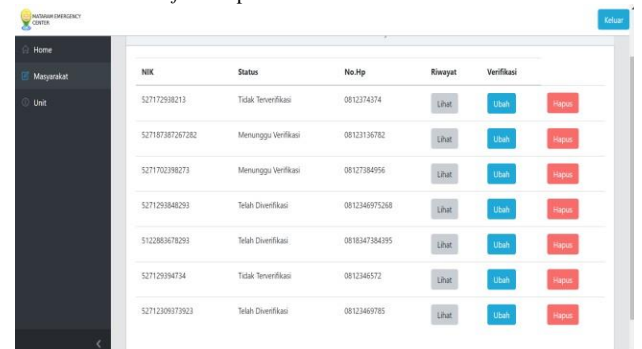 MATARAM EMERGENCY
CENTER
Keluar
Home
Masyarakat
Unit
NIK Status No.Hp Riwayat Verifikasi
527172938213 Tidak Terverifikasi 0812374374 Lihat Ubah Hapus
527187387267282 Menunggu Verifikasi 08123136782 Lihat Ubah Hapus
5271702398273 Menunggu Verifikasi 08127384956 Lihat Ubah Hapus
5271293848293 Telah Diverifikasi 0812346975268 Lihat Ubah Hapus
5122883678293 Telah Diverifikasi 0818347384395 Lihat Ubah Hapus
527129394734 Tidak Terverifikasi 0812346572 Lihat Ubah Hapus
52712309373923 Telah Diverifikasi 08123469785 Lihat Ubah Hapus